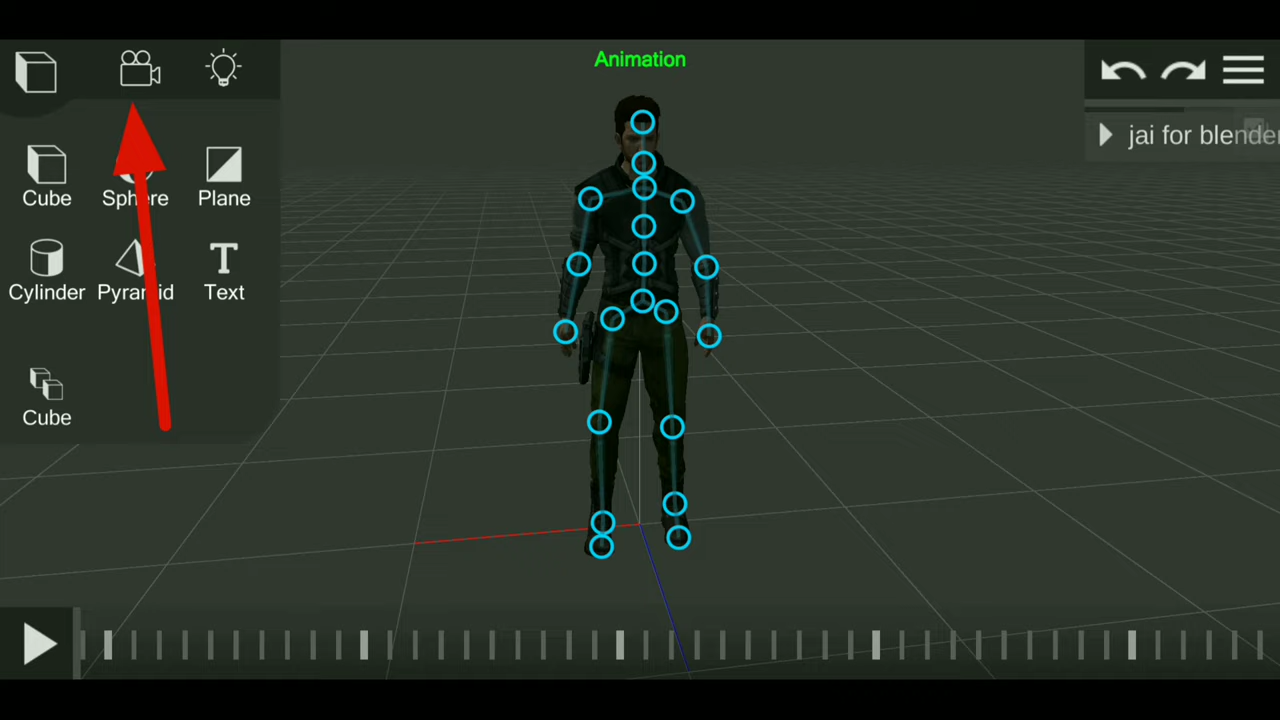 Animation
jai for blender
Cube Sphere Plane
Cylinder Pyramid Text
Cube